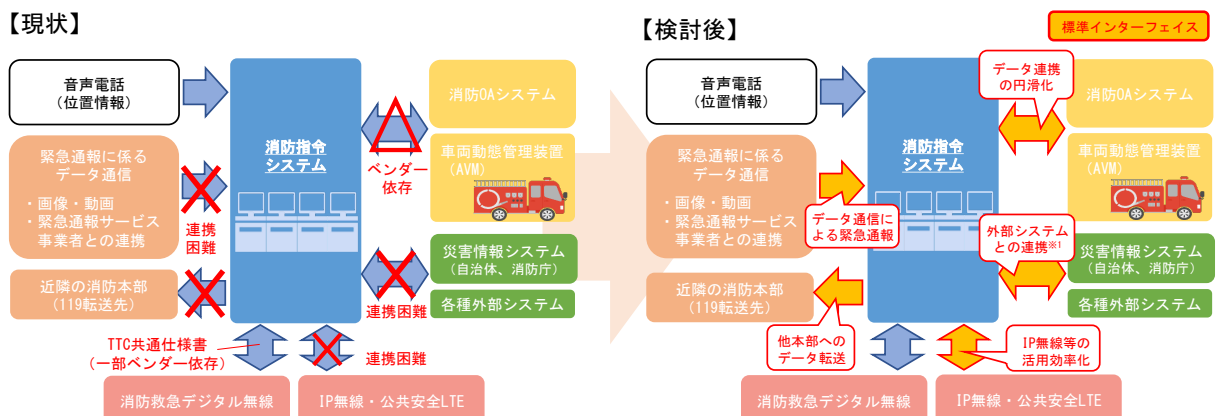 【現状】
音声電話
(位置情報)
緊急通報に係る
データ通信
・画像・動画
・緊急通報サービス
事業者との連携
連携
困難
近隣の消防本部
(119転送先)
消防指令
システム
ベンダー
依存
消防OAシステム
車両動態管理装置
(AVM)
災害情報システム
(自治体、消防庁)
連携困難
各種外部システム
TTC共通仕様書
(一部ベンダー依存)
連携困難
消防救急デジタル無線
IP無線・公共安全LTE
【検討後】
標準インターフェイス
音声電話
(位置情報)
緊急通報に係る
データ通信
・画像・動画
・緊急通報サービス
事業者との連携
データ通信に
よる緊急通報
近隣の消防本部
(119転送先)
他本部への
データ転送
消防指令
システム
データ連携
の円滑化
消防OAシステム
車両動態管理装置
(AVM)
外部システム
との連携※1
災害情報システム
(自治体、消防庁)
各種外部システム
IP無線等の
活用効率化
消防救急デジタル無線
IP無線・公共安全LTE